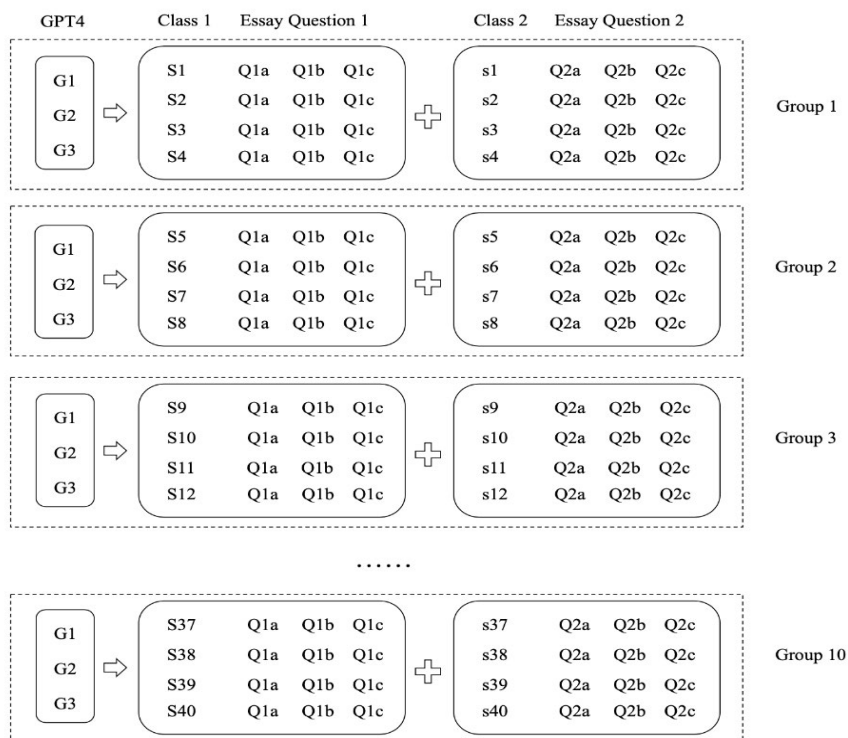 GPT4 Class 1 Essay Question 1 Class 2 Essay Question 2
G1
G2
G3
S1 Q1a Q1b Q1c
S2 Q1a Q1b Q1c
S3 Q1a Q1b Q1c
S4 Q1a Q1b Q1c
s1 Q2a Q2b Q2c
s2 Q2a Q2b Q2c
s3 Q2a Q2b Q2c
s4 Q2a Q2b Q2c
Group 1
G1
G2
G3
S5 Q1a Q1b Q1c
S6 Q1a Q1b Q1c
S7 Q1a Q1b Q1c
S8 Q1a Q1b Q1c
s5 Q2a Q2b Q2c
s6 Q2a Q2b Q2c
s7 Q2a Q2b Q2c
s8 Q2a Q2b Q2c
Group 2
G1
G2
G3
S9 Q1a Q1b Q1c
S10 Q1a Q1b Q1c
S11 Q1a Q1b Q1c
S12 Q1a Q1b Q1c
s9 Q2a Q2b Q2c
s10 Q2a Q2b Q2c
s11 Q2a Q2b Q2c
s12 Q2a Q2b Q2c
Group 3
......
G1
G2
G3
S37 Q1a Q1b Q1c
S38 Q1a Q1b Q1c
S39 Q1a Q1b Q1c
S40 Q1a Q1b Q1c
s37 Q2a Q2b Q2c
s38 Q2a Q2b Q2c
s39 Q2a Q2b Q2c
s40 Q2a Q2b Q2c
Group 10